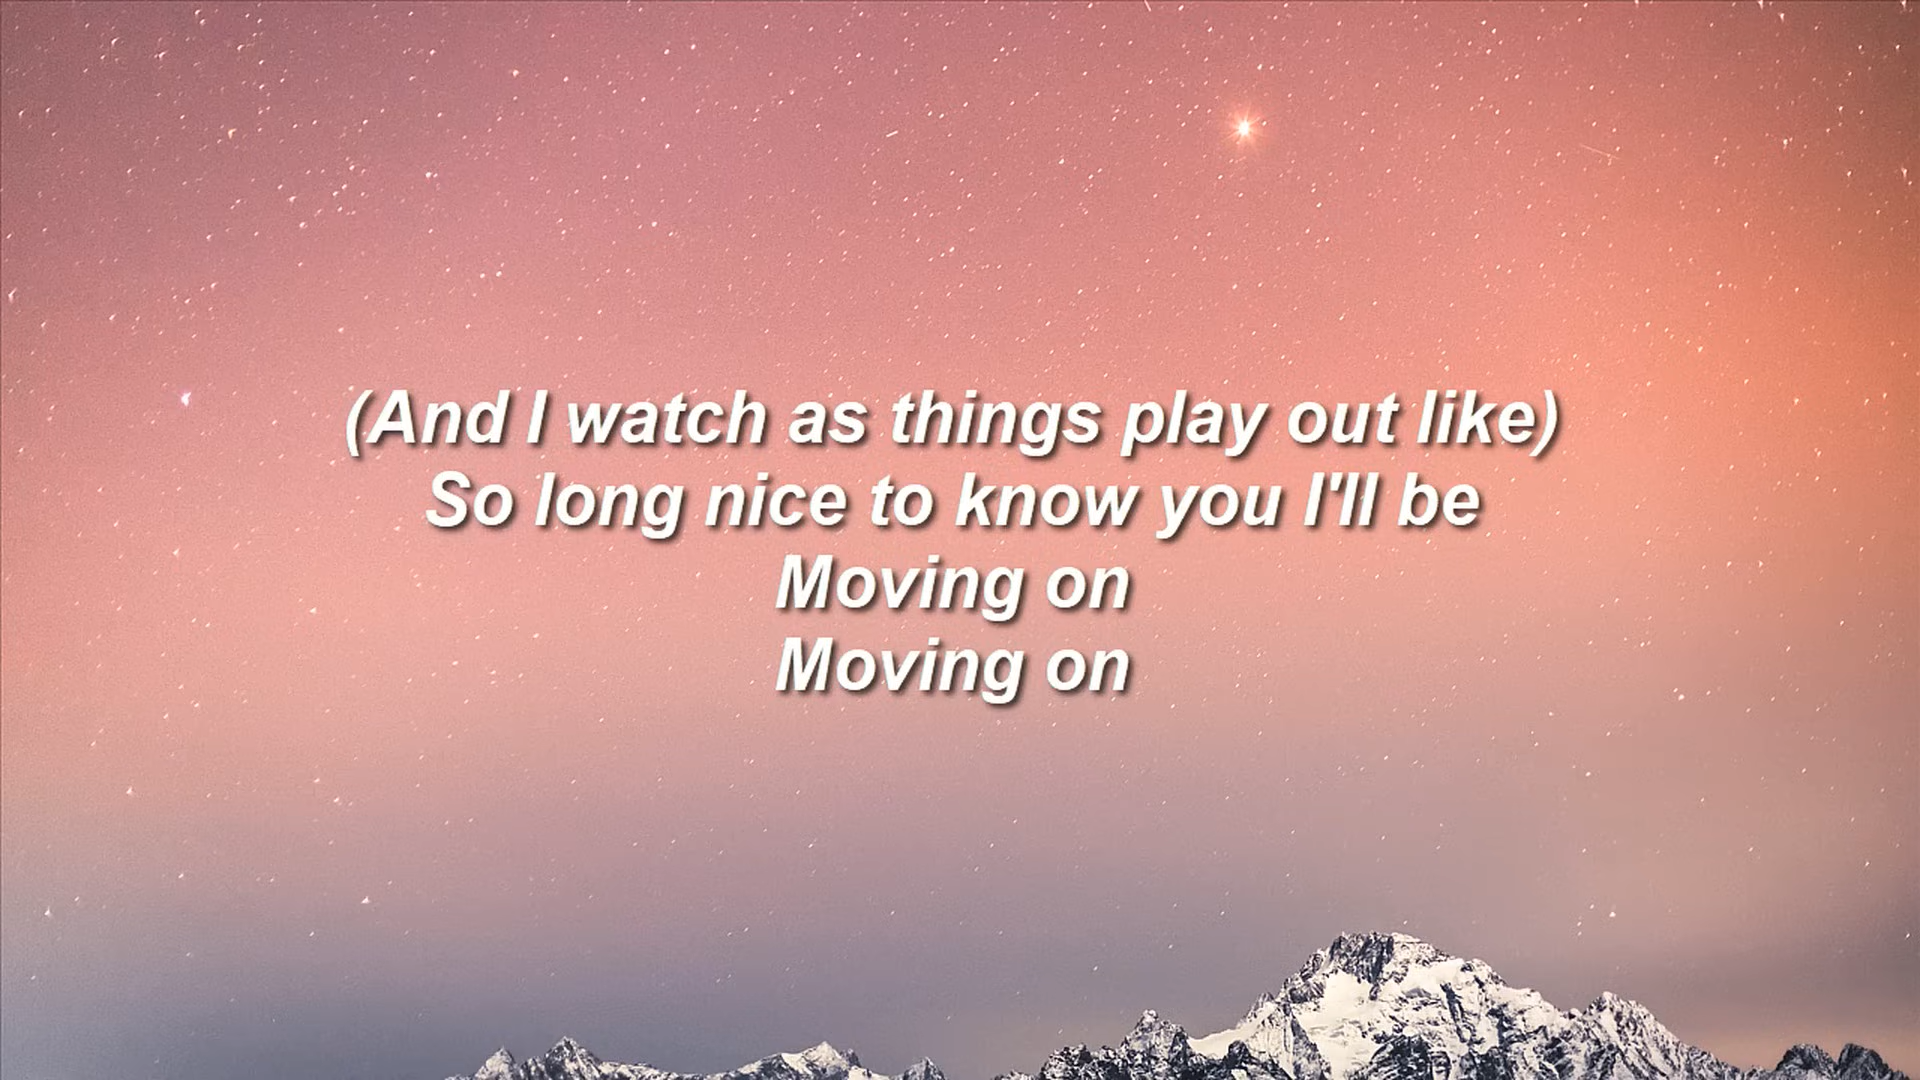 (And I watch as things play out like)
So long nice to know you I'll be
Moving on
Moving on